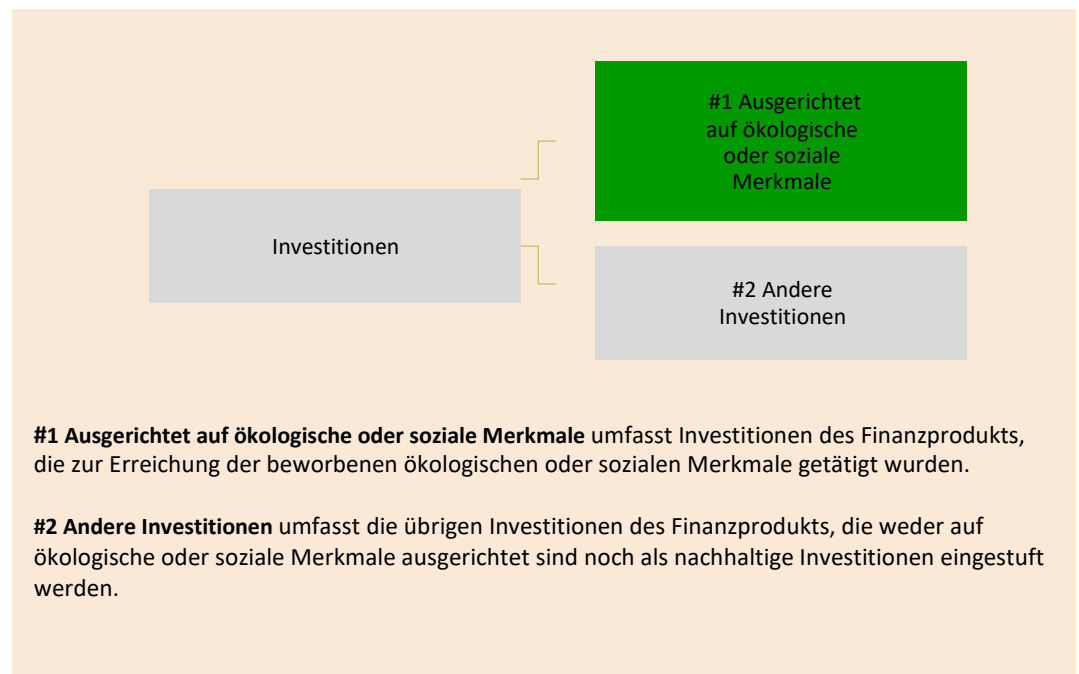 #1 Ausgerichtet
auf ökologische
oder soziale
Merkmale
Investitionen
#2 Andere
Investitionen
#1 Ausgerichtet auf ökologische oder soziale Merkmale umfasst Investitionen des Finanzprodukts,
die zur Erreichung der beworbenen ökologischen oder sozialen Merkmale getätigt wurden.
#2 Andere Investitionen umfasst die übrigen Investitionen des Finanzprodukts, die weder auf
ökologische oder soziale Merkmale ausgerichtet sind noch als nachhaltige Investitionen eingestuft
werden.